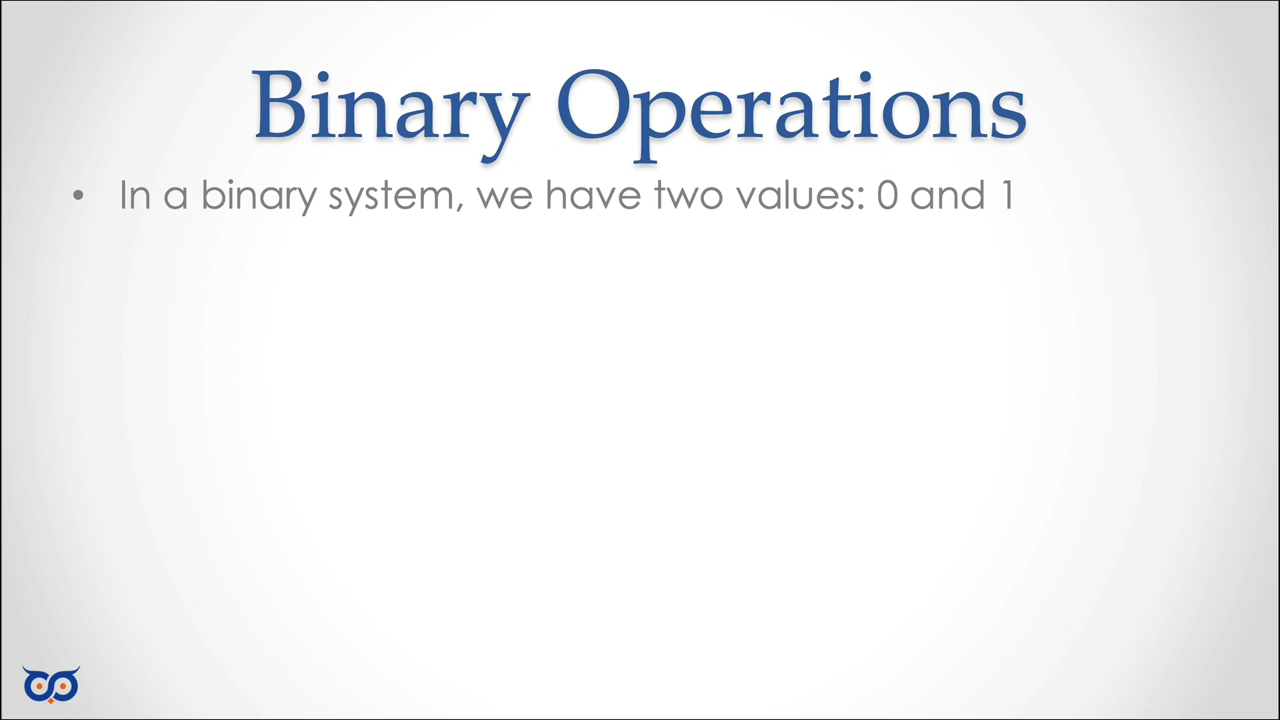 Binary Operations
• In a binary system, we have two values: 0 and 1